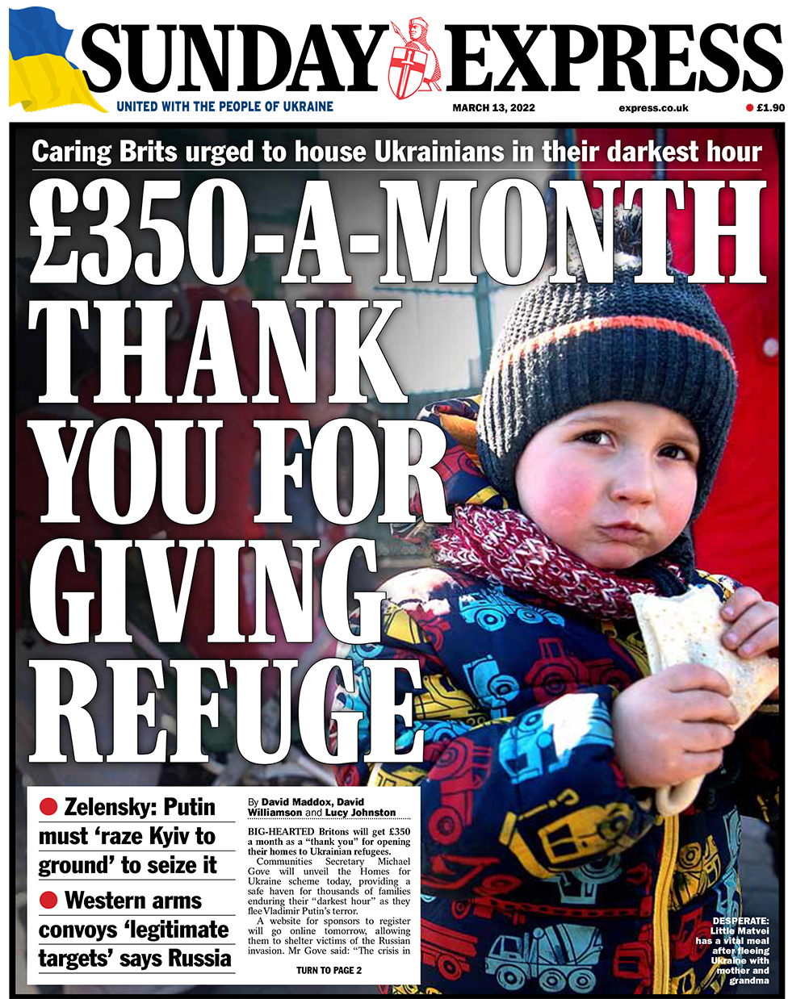 SUNDAY EXPRESS
UNITED WITH THE PEOPLE OF UKRAINE
MARCH 13, 2022
express.co.uk
£1.90
Caring Brits urged to house Ukrainians in their darkest hour
£350-A-MONTH
THANK
YOU FOR
GIVING
REFUGE
● Zelensky: Putin
must ‘raze Kyiv to
ground’ to seize it
● Western arms
convoys ‘legitimate
targets’ says Russia
By David Maddox, David
Williamson and Lucy Johnston
BIG-HEARTED Britons will get £350
a month as a “thank you” for opening
their homes to Ukrainian refugees.
Communities Secretary Michael
Gove will unveil the Homes for
Ukraine scheme today, providing a
safe haven for thousands of families
enduring their “darkest hour” as they
flee Vladimir Putin’s terror.
A website for sponsors to register
will go online tomorrow, allowing
them to shelter victims of the Russian
invasion. Mr Gove said: “The crisis in
TURN TO PAGE 2
DESPERATE:
Little Matvei
has a vital meal
after fleeing
Ukraine with
mother and
grandma